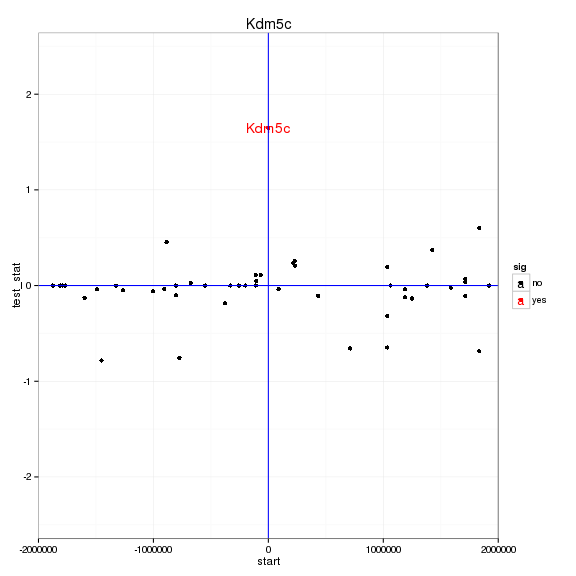 Kdm5c
2
1
0
-1
-2
test_stat
Kdm5c
-2000000 -1000000 0 1000000 2000000
start
sig
a no
a yes